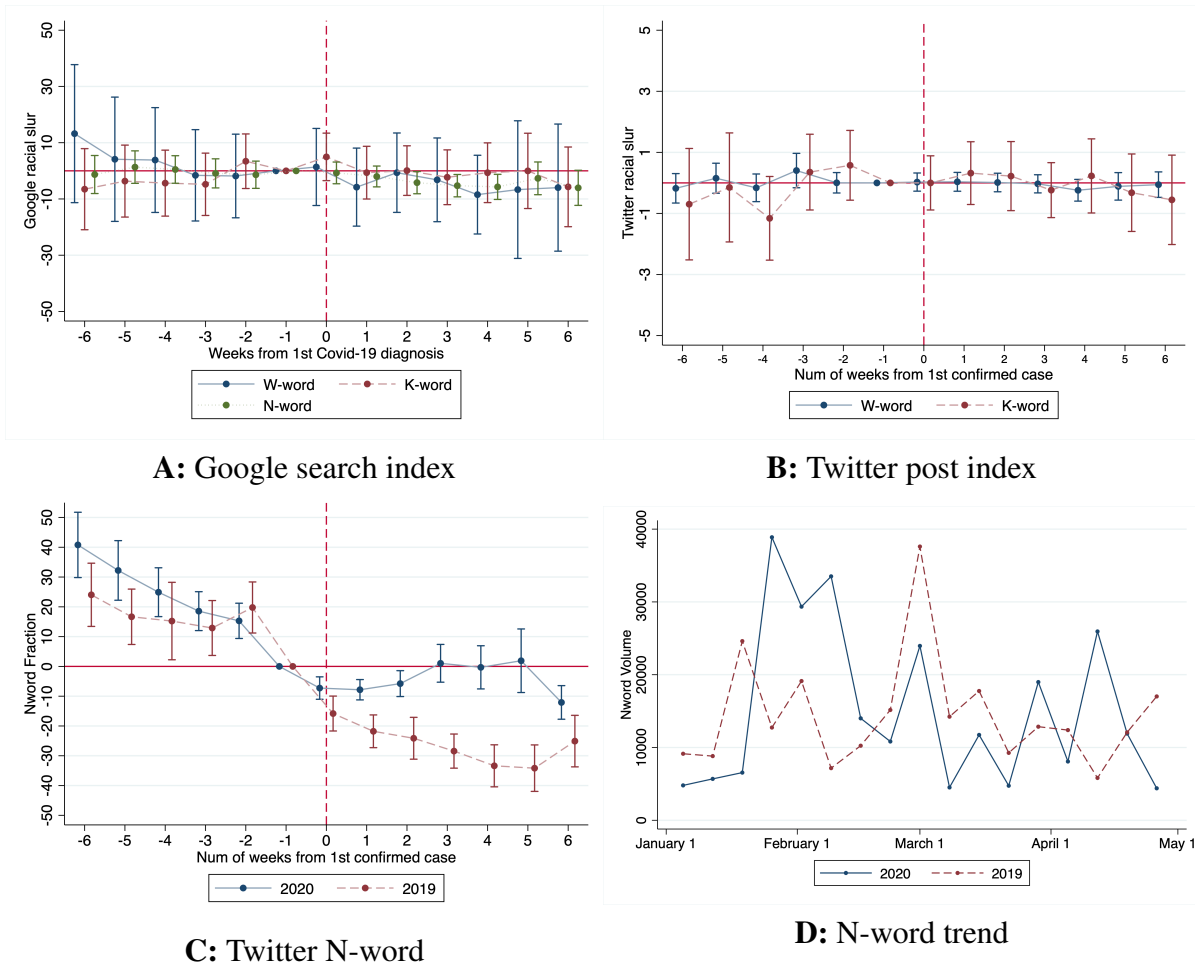 Google racial slur
50
30
10
-10
-30
-50
-6 -5 -4 -3 -2 -1 0 1 2 3 4 5 6
Weeks from 1st Covid-19 diagnosis
W-word K-word
N-word
A: Google search index
Twitter racial slur
5
3
1
-1
-3
-5
-6 -5 -4 -3 -2 -1 0 1 2 3 4 5 6
Num of weeks from 1st confirmed case
W-word K-word
B: Twitter post index
Nword Fraction
50
40
30
20
10
0
-10
-20
-30
-40
-50
-6 -5 -4 -3 -2 -1 0 1 2 3 4 5 6
Num of weeks from 1st confirmed case
2020 2019
C: Twitter N-word
Nword Volume
40000
30000
20000
10000
0
January 1 February 1 March 1 April 1 May 1
2020 2019
D: N-word trend